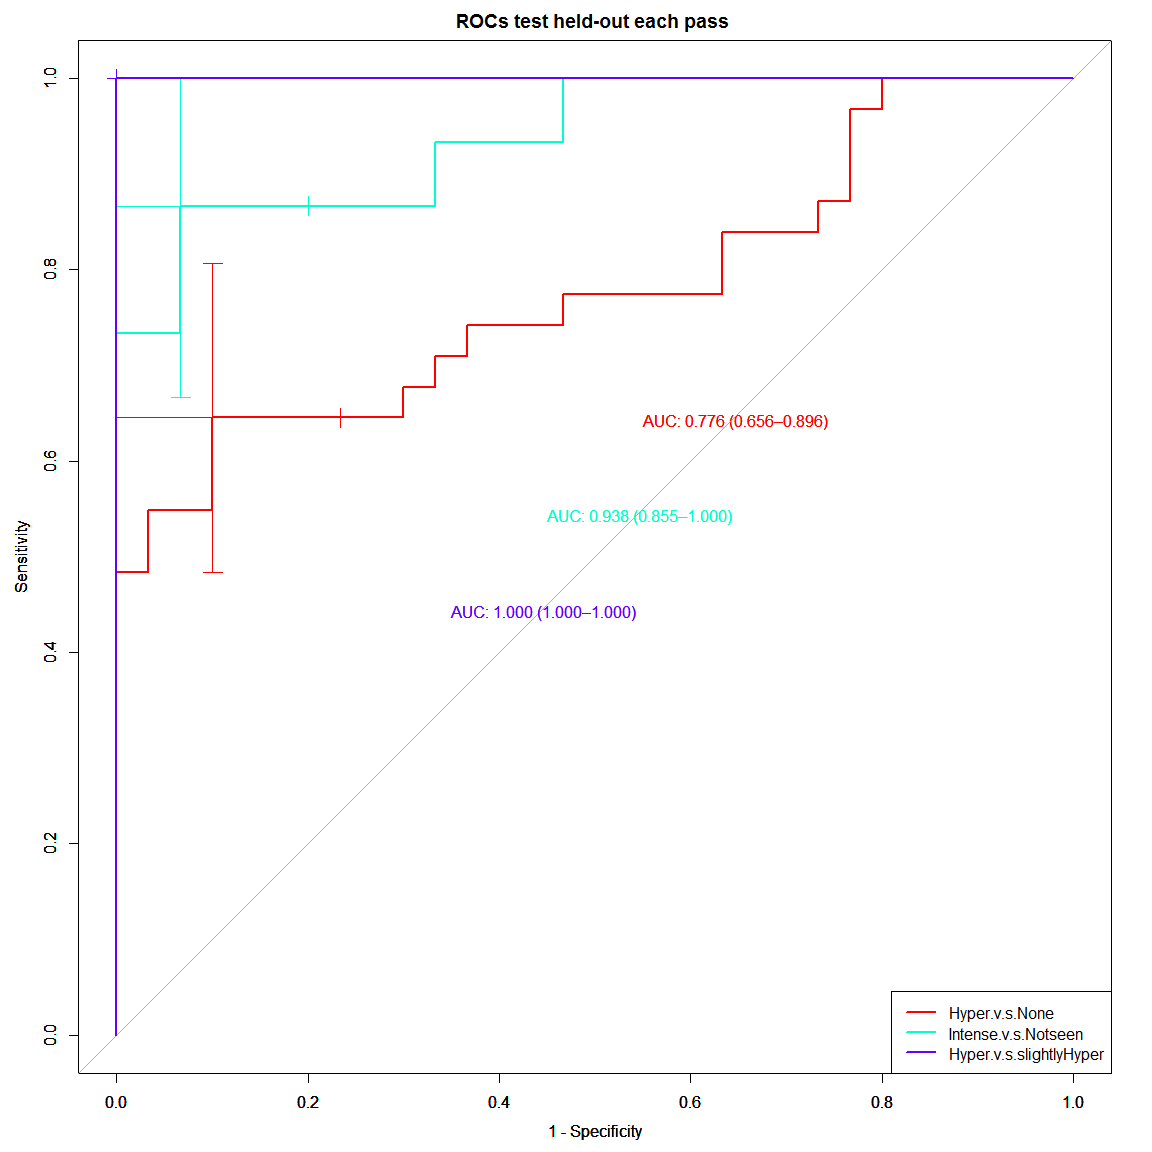 ROCs test held-out each pass
1.0
0.8
0.6
0.4
0.2
0.0
Sensitivity
AUC: 0.776 (0.656–0.896)
AUC: 0.938 (0.855–1.000)
AUC: 1.000 (1.000–1.000)
Hyper.v.s.None
Intense.v.s.Notseen
Hyper.v.s.slightlyHyper
0.0 0.2 0.4 0.6 0.8 1.0
1 - Specificity